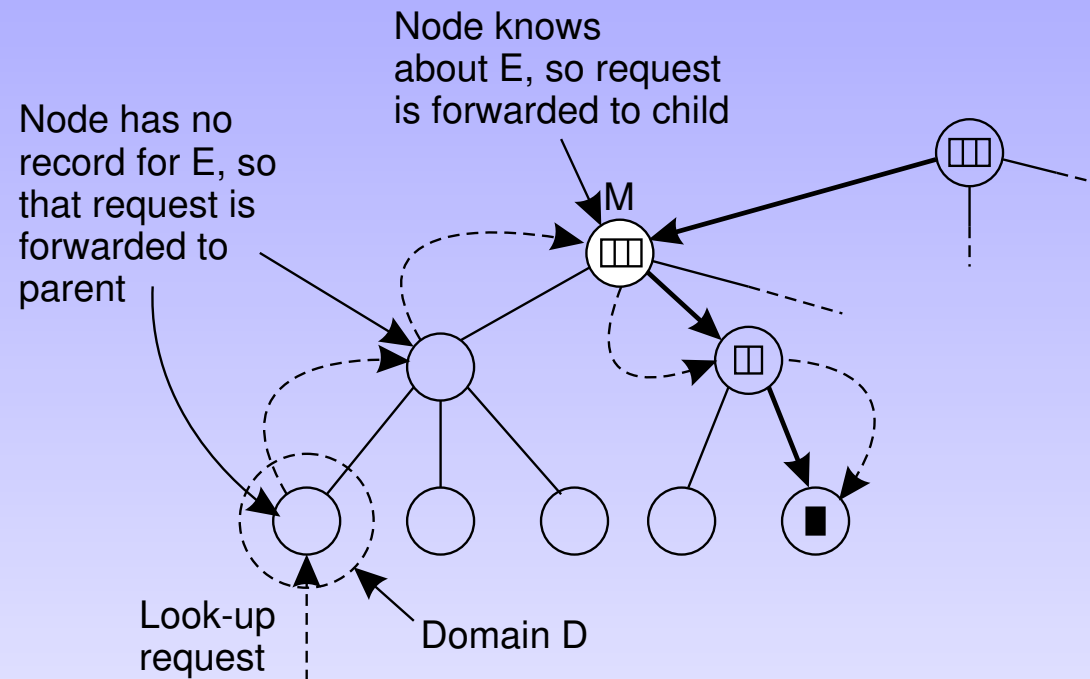 Node knows
about E, so request
is forwarded to child
Node has no
record for E, so
that request is
forwarded to
parent
M
Look-up
request
Domain D